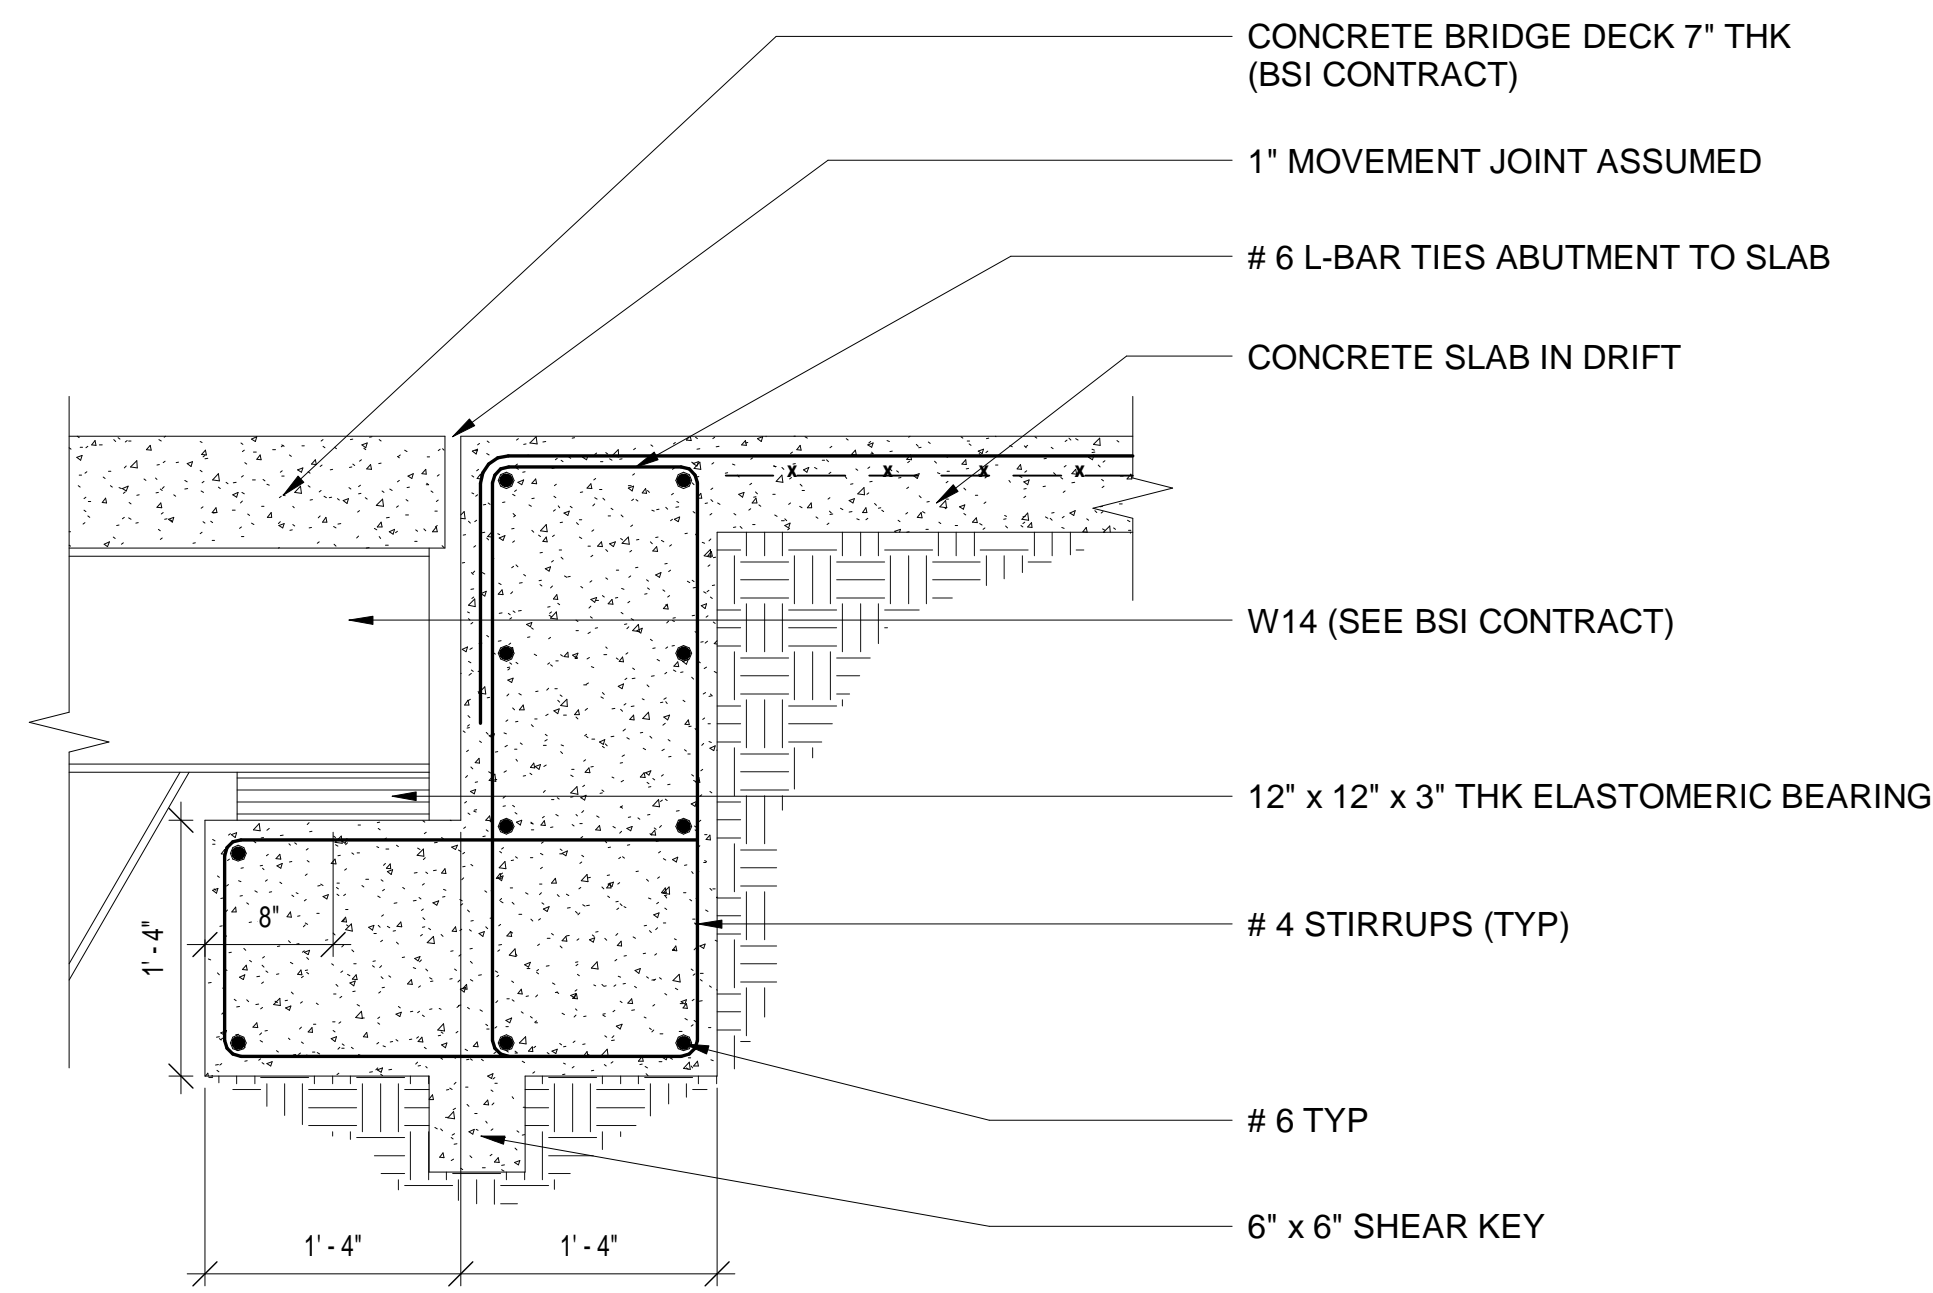 CONCRETE BRIDGE DECK 7" THK
(BSI CONTRACT)
1" MOVEMENT JOINT ASSUMED
# 6 L-BAR TIES ABUTMENT TO SLAB
CONCRETE SLAB IN DRIFT
x x x x
W14 (SEE BSI CONTRACT)
12" x 12" x 3" THK ELASTOMERIC BEARING
8"
1' - 4"
# 4 STIRRUPS (TYP)
# 6 TYP
6" x 6" SHEAR KEY
1' - 4" 1' - 4"